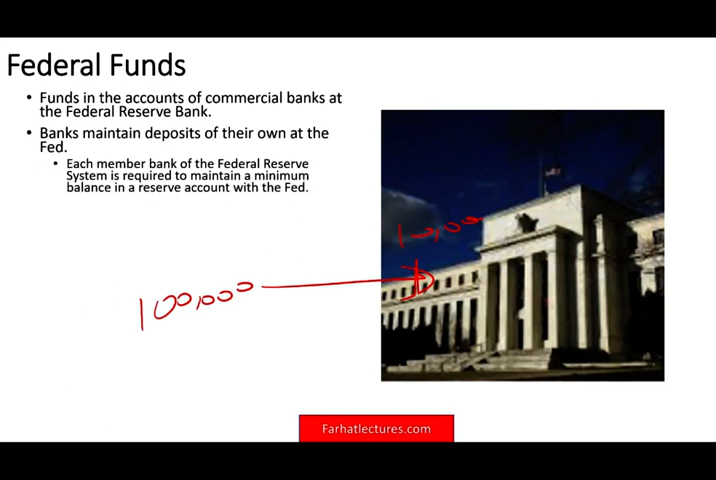 Federal Funds
• Funds in the accounts of commercial banks at
the Federal Reserve Bank.
• Banks maintain deposits of their own at the
Fed.
• Each member bank of the Federal Reserve
System is required to maintain a minimum
balance in a reserve account with the Fed.
10,00
100,000
Farhatlectures.com